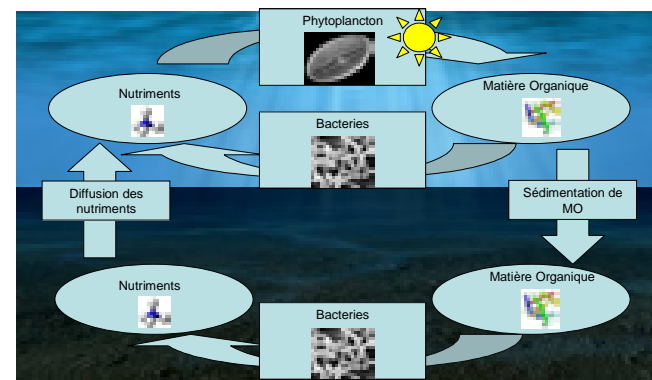 Phytoplancton
Nutriments
Matière Organique
Bacteries
Diffusion des
nutriments
Sédimentation de
MO
Nutriments
Matière Organique
Bacteries